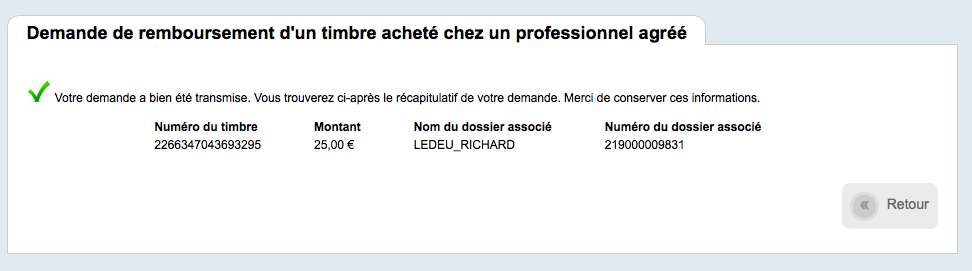 Demande de remboursement d'un timbre acheté chez un professionnel agréé
Votre demande a bien été transmise. Vous trouverez ci-après le récapitulatif de votre demande. Merci de conserver ces informations.
Numéro du timbre Montant Nom du dossier associé Numéro du dossier associé
2266347043693295 25,00 € LEDEU_RICHARD 219000009831
« Retour